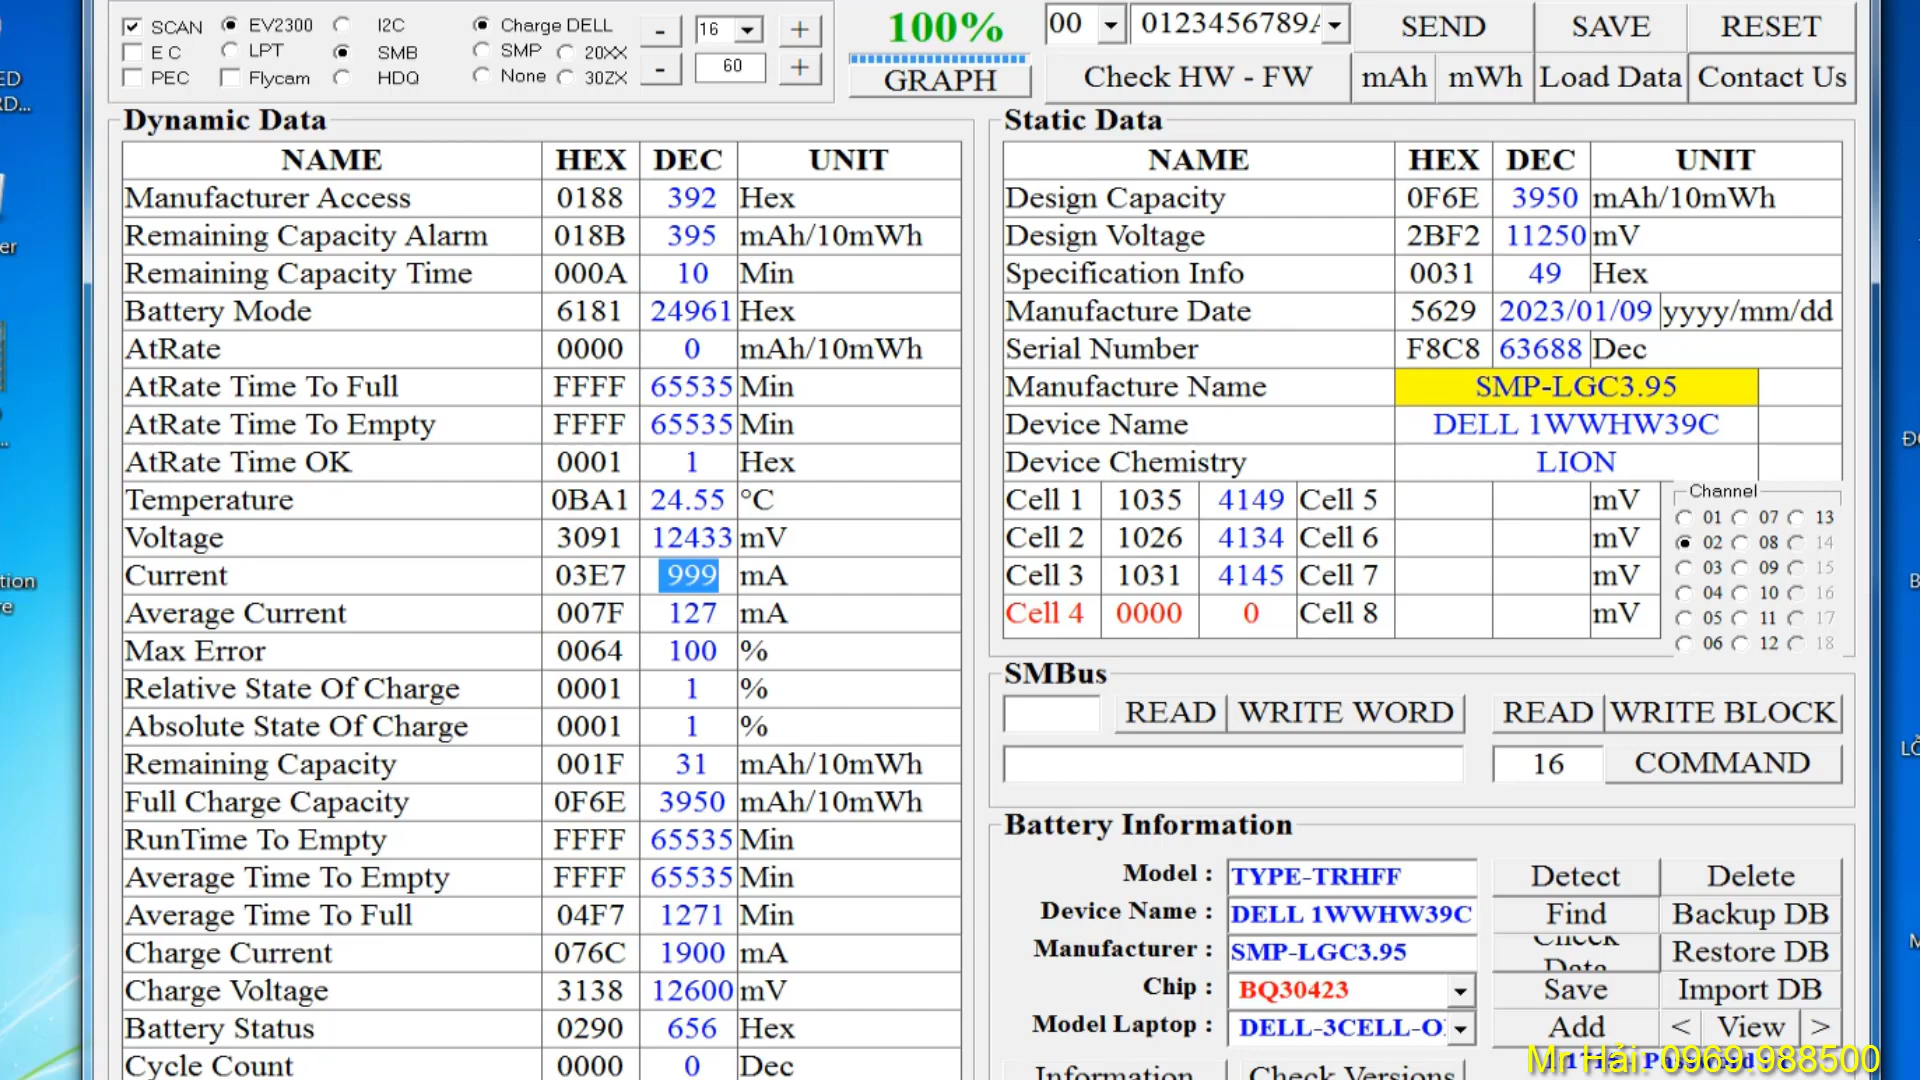 SCAN EV2300 I2C Charge DELL - 16 + 100% 00 0123456789A SEND SAVE RESET
E C LPT SMB SMP 20XX
PEC Flycam HDQ None 30ZX - 60 + GRAPH Check HW - FW mAh mWh Load Data Contact Us
Dynamic Data
NAME HEX DEC UNIT
Manufacturer Access 0188 392 Hex
Remaining Capacity Alarm 018B 395 mAh/10mWh
Remaining Capacity Time 000A 10 Min
Battery Mode 6181 24961 Hex
AtRate 0000 0 mAh/10mWh
AtRate Time To Full FFFF 65535 Min
AtRate Time To Empty FFFF 65535 Min
AtRate Time OK 0001 1 Hex
Temperature 0BA1 24.55 °C
Voltage 3091 12433 mV
Current 03E7 999 mA
Average Current 007F 127 mA
Max Error 0064 100 %
Relative State Of Charge 0001 1 %
Absolute State Of Charge 0001 1 %
Remaining Capacity 001F 31 mAh/10mWh
Full Charge Capacity 0F6E 3950 mAh/10mWh
RunTime To Empty FFFF 65535 Min
Average Time To Empty FFFF 65535 Min
Average Time To Full 04F7 1271 Min
Charge Current 076C 1900 mA
Charge Voltage 3138 12600 mV
Battery Status 0290 656 Hex
Cycle Count 0000 0 Dec
Static Data
NAME HEX DEC UNIT
Design Capacity 0F6E 3950 mAh/10mWh
Design Voltage 2BF2 11250 mV
Specification Info 0031 49 Hex
Manufacture Date 5629 2023/01/09 yyyy/mm/dd
Serial Number F8C8 63688 Dec
Manufacture Name SMP-LGC3.95
Device Name DELL 1WWHW39C
Device Chemistry LION
Cell 1 1035 4149 Cell 5 mV
Cell 2 1026 4134 Cell 6 mV
Cell 3 1031 4145 Cell 7 mV
Cell 4 0000 0 Cell 8 mV
Channel
01 07 13
02 08 14
03 09 15
04 10 16
05 11 17
06 12 18
SMBus
READ WRITE WORD READ WRITE BLOCK
16 COMMAND
Battery Information
Model : TYPE-TRHFF Detect Delete
Device Name : DELL 1WWHW39C Find Backup DB
Manufacturer : SMP-LGC3.95 Check Data Restore DB
Chip : BQ30423 Save Import DB
Model Laptop : DELL-3CELL-O Add < View >
Information Check Versions
Mr Hải: 0969.988500